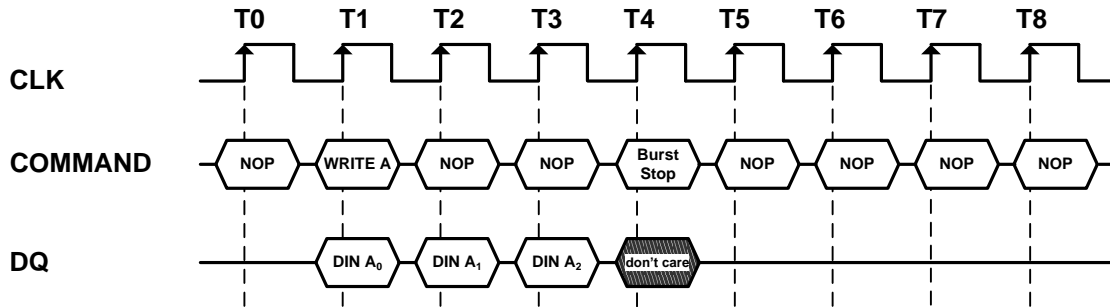 T0 T1 T2 T3 T4 T5 T6 T7 T8
CLK
COMMAND NOP WRITE A NOP NOP Burst Stop NOP NOP NOP NOP
DQ DIN A₀ DIN A₁ DIN A₂ don't care